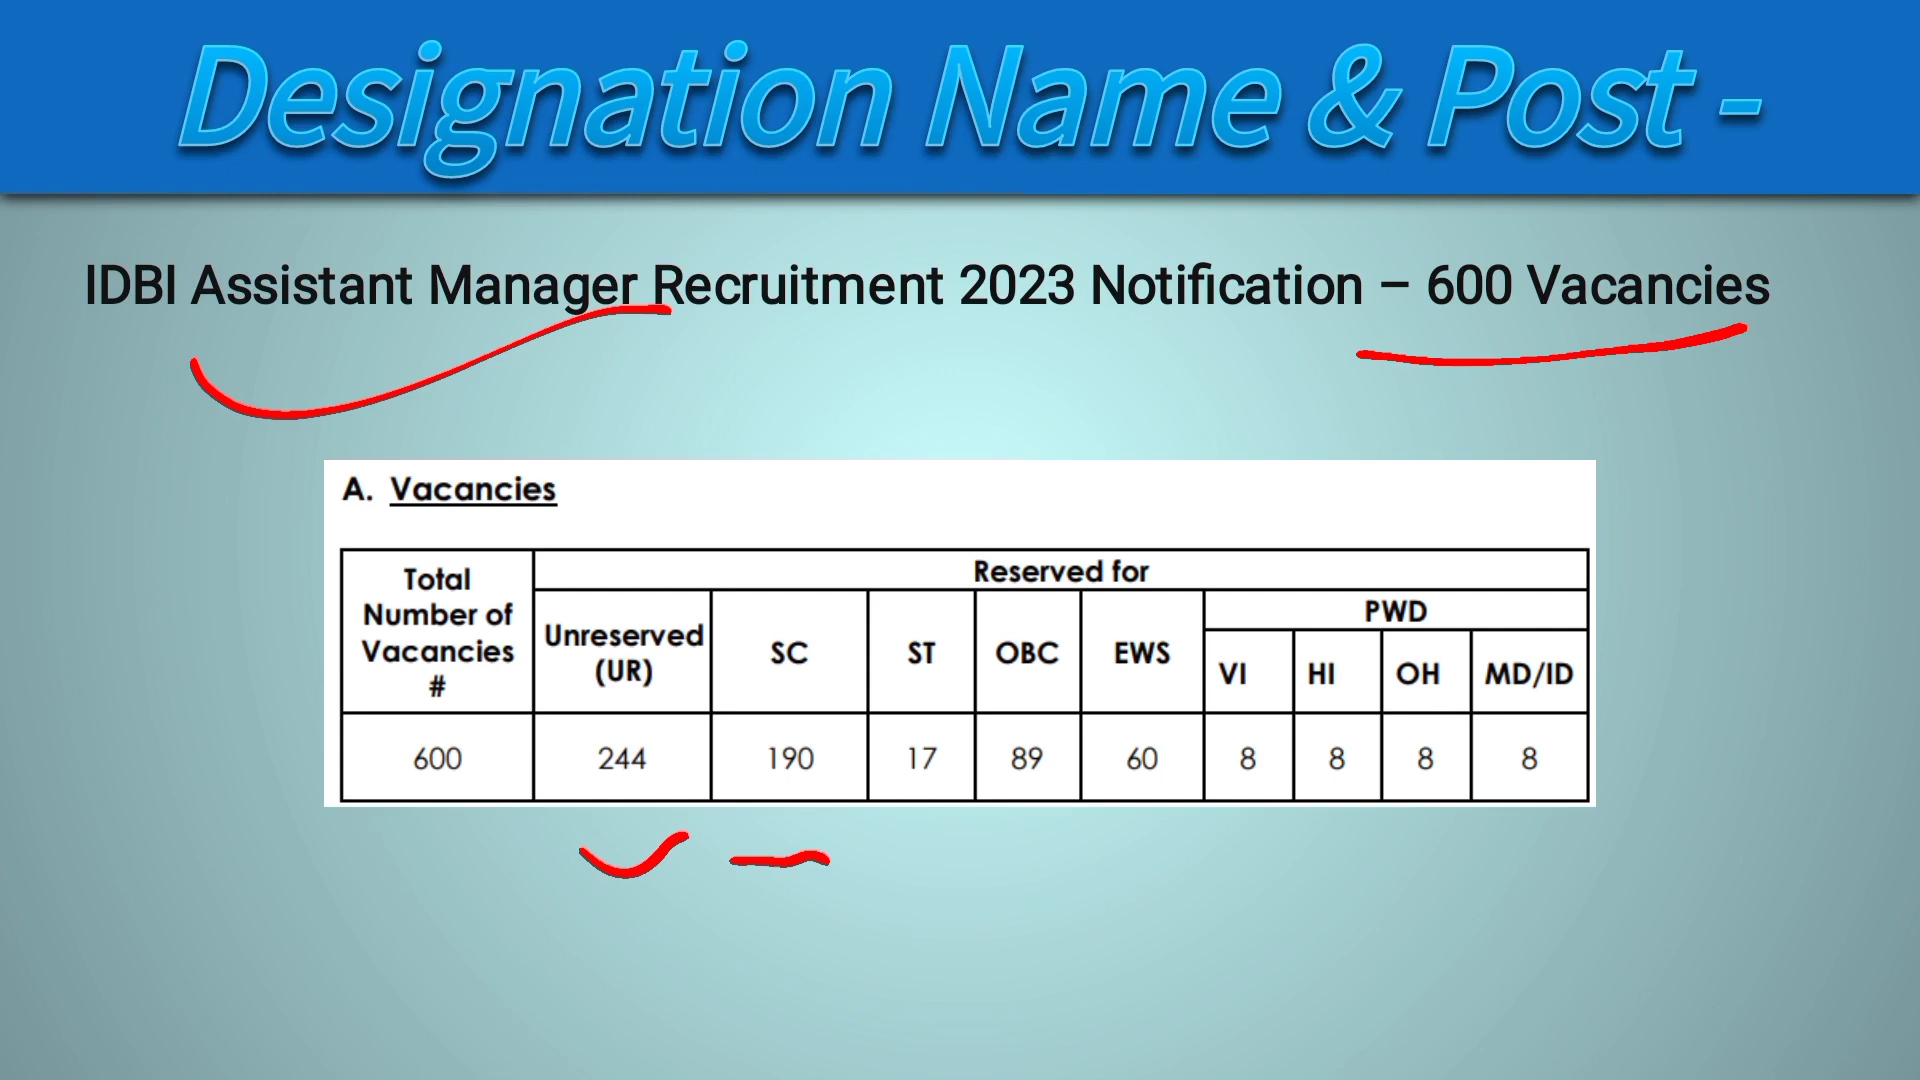 Designation Name & Post -
IDBI Assistant Manager Recruitment 2023 Notification – 600 Vacancies
A. Vacancies
Total Number of Vacancies #
Reserved for
Unreserved (UR)
SC
ST
OBC
EWS
PWD
VI
HI
OH
MD/ID
600 244 190 17 89 60 8 8 8 8